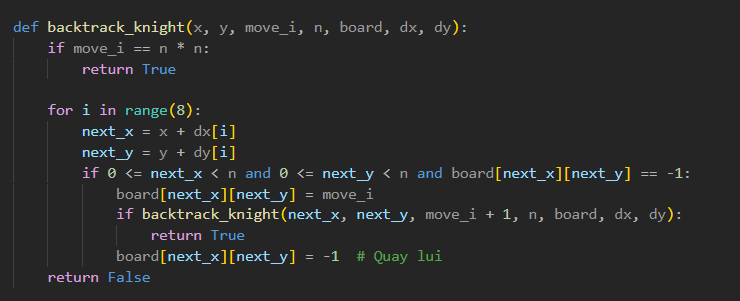 def backtrack_knight(x, y, move_i, n, board, dx, dy):
    if move_i == n * n:
        return True

    for i in range(8):
        next_x = x + dx[i]
        next_y = y + dy[i]
        if 0 <= next_x < n and 0 <= next_y < n and board[next_x][next_y] == -1:
            board[next_x][next_y] = move_i
            if backtrack_knight(next_x, next_y, move_i + 1, n, board, dx, dy):
                return True
            board[next_x][next_y] = -1  # Quay lui
    return False